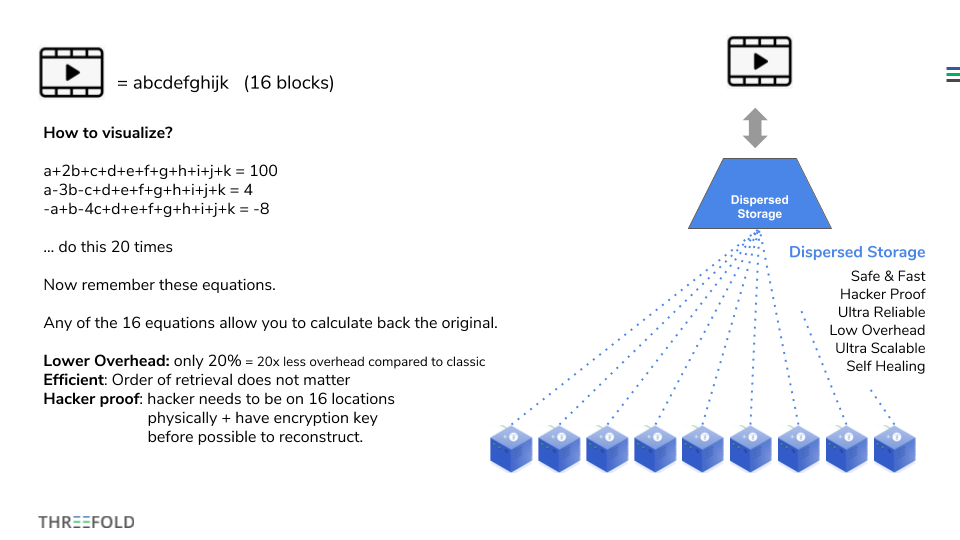 = abcdefghijk (16 blocks)
How to visualize?
a+2b+c+d+e+f+g+h+i+j+k = 100
a-3b-c+d+e+f+g+h+i+j+k = 4
-a+b-4c+d+e+f+g+h+i+j+k = -8
... do this 20 times
Now remember these equations.
Any of the 16 equations allow you to calculate back the original.
Lower Overhead: only 20% = 20x less overhead compared to classic
Efficient: Order of retrieval does not matter
Hacker proof: hacker needs to be on 16 locations
physically + have encryption key
before possible to reconstruct.
Dispersed
Storage
Dispersed Storage
Safe & Fast
Hacker Proof
Ultra Reliable
Low Overhead
Ultra Scalable
Self Healing
THREEFOLD